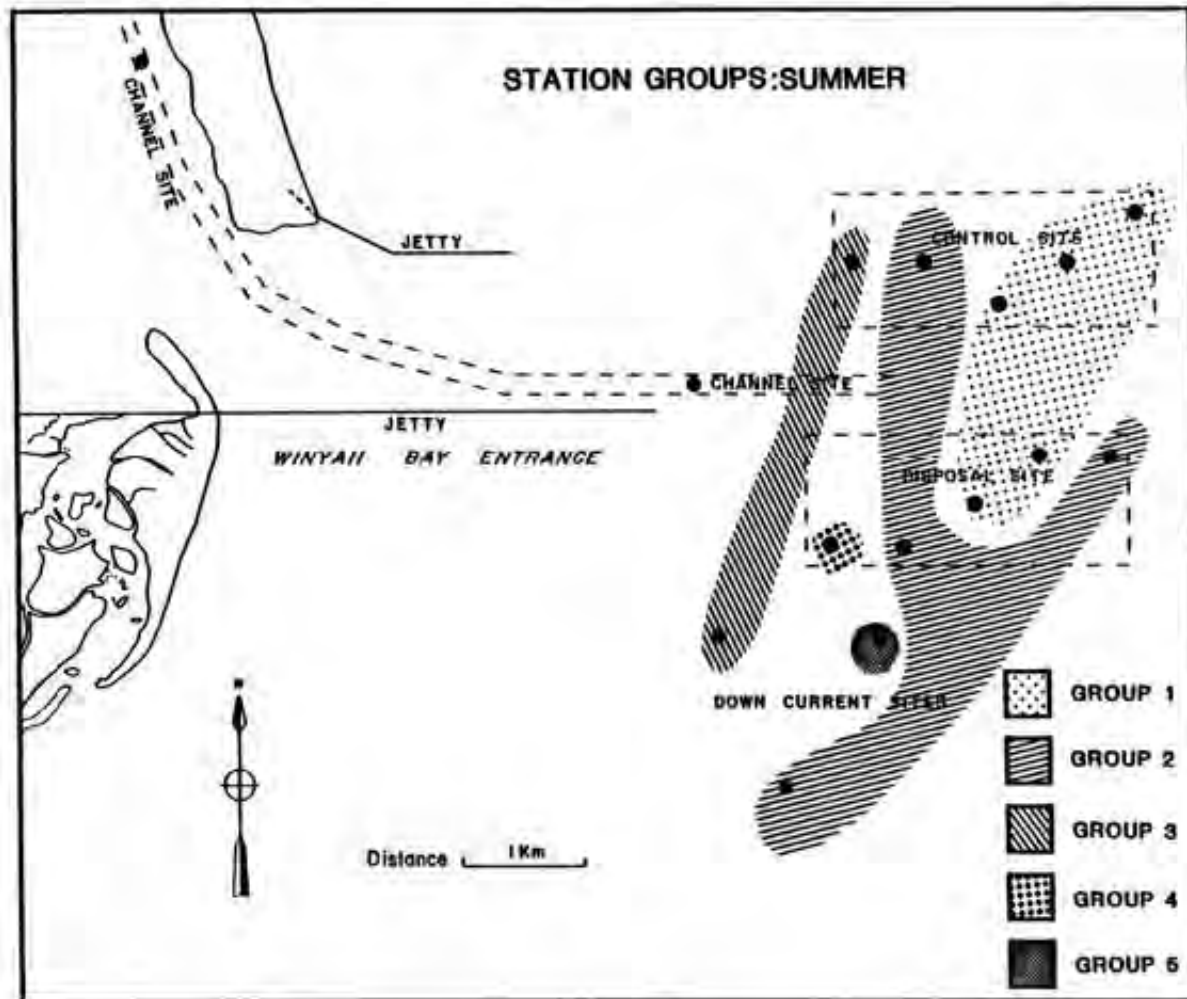 STATION GROUPS:SUMMER
CHANNEL SITE
JETTY
CONTROL SITE
CHANNEL SITE
JETTY
WINYAH BAY ENTRANCE
DISPOSAL SITE
DOWN CURRENT SITES
N
GROUP 1
GROUP 2
GROUP 3
Distance 1 Km
GROUP 4
GROUP 5